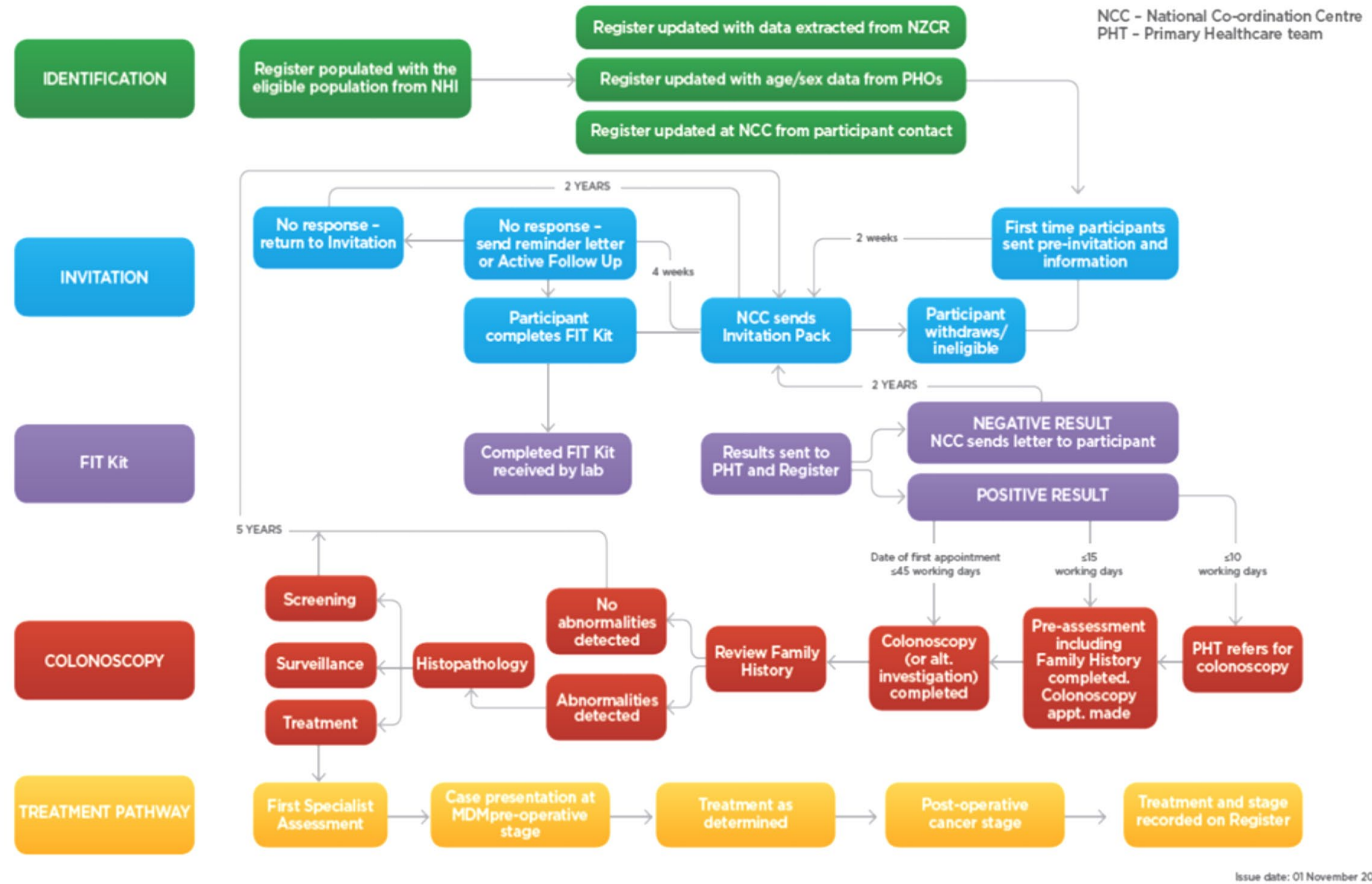 NCC – National Co-ordination Centre
PHT – Primary Healthcare team
IDENTIFICATION
Register populated with the
eligible population from NHI
Register updated with data extracted from NZCR
Register updated with age/sex data from PHOs
Register updated at NCC from participant contact
INVITATION
2 YEARS
No response –
return to Invitation
No response –
send reminder letter
or Active Follow Up
4 weeks
2 weeks
First time participants
sent pre-invitation and
information
Participant
completes FIT Kit
NCC sends
Invitation Pack
Participant
withdraws/
ineligible
2 YEARS
FIT Kit
Completed FIT Kit
received by lab
Results sent to
PHT and Register
NEGATIVE RESULT
NCC sends letter to participant
POSITIVE RESULT
5 YEARS
Date of first appointment
≤45 working days
≤15
working days
≤10
working days
COLONOSCOPY
Screening
Surveillance
Treatment
Histopathology
No
abnormalities
detected
Abnormalities
detected
Review Family
History
Colonoscopy
(or alt.
investigation)
completed
Pre-assessment
including
Family History
completed.
Colonoscopy
appt. made
PHT refers for
colonoscopy
TREATMENT PATHWAY
First Specialist
Assessment
Case presentation at
MDMpre-operative
stage
Treatment as
determined
Post-operative
cancer stage
Treatment and stage
recorded on Register
Issue date: 01 November